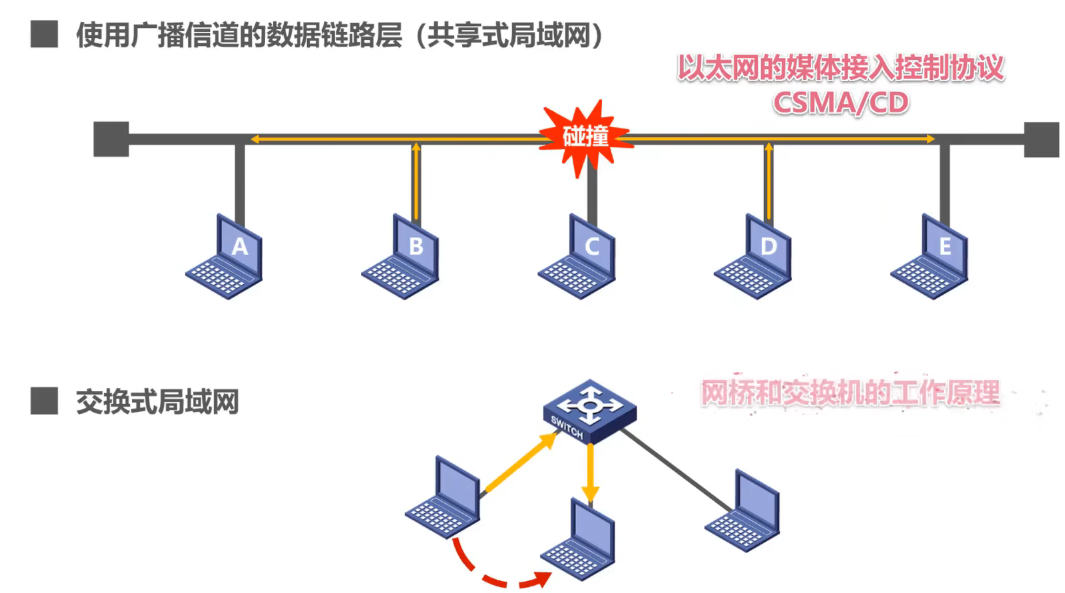 使用广播信道的数据链路层（共享式局域网）
以太网的媒体接入控制协议
CSMA/CD
碰撞
A
B
C
D
E
交换式局域网
网桥和交换机的工作原理
SWITCH